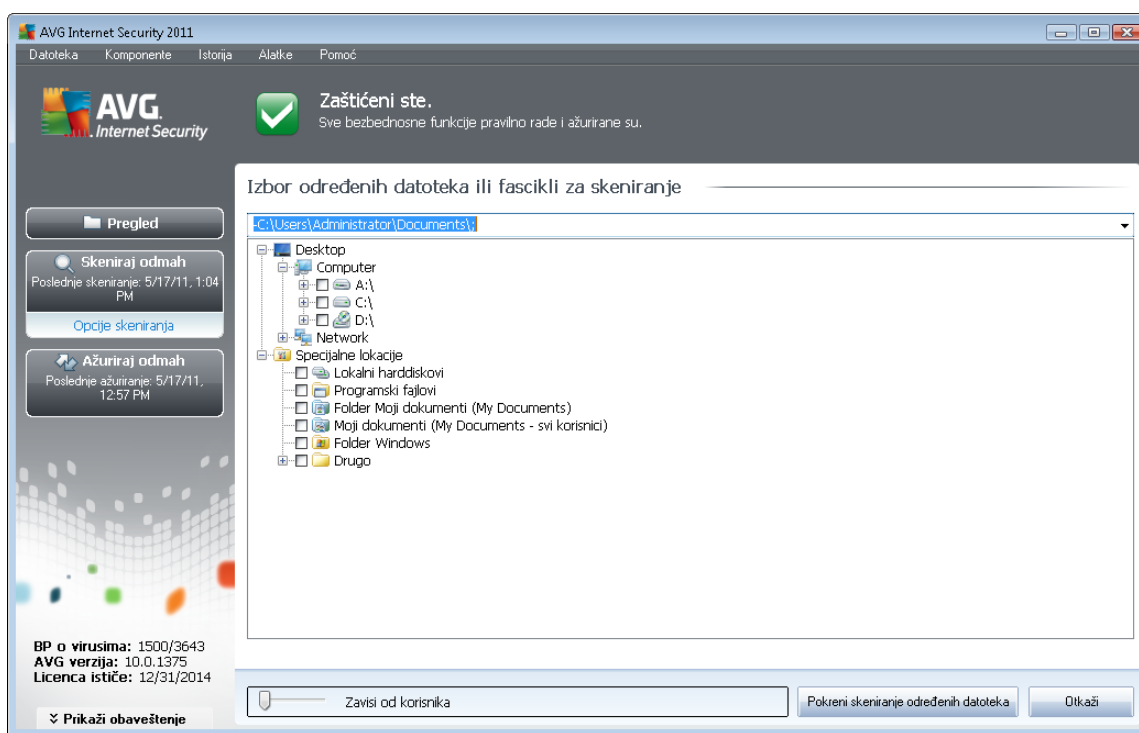 AVG Internet Security 2011
Datoteka Komponente Istorija Alatke Pomoć
AVG.
Internet Security
Zaštićeni ste.
Sve bezbednosne funkcije pravilno rade i ažurirane su.
Pregled
Skeniraj odmah
Poslednje skeniranje: 5/17/11, 1:04
PM
Opcije skeniranja
Ažuriraj odmah
Poslednje ažuriranje: 5/17/11,
12:57 PM
BP o virusima: 1500/3643
AVG verzija: 10.0.1375
Licenca ističe: 12/31/2014
Prikaži obaveštenje
Izbor određenih datoteka ili fascikli za skeniranje
-C:\Users\Administrator\Documents\;
Desktop
Computer
A:\
C:\
D:\
Network
Specijalne lokacije
Lokalni harddiskovi
Programski fajlovi
Folder Moji dokumenti (My Documents)
Moji dokumenti (My Documents - svi korisnici)
Folder Windows
Drugo
Zavisi od korisnika
Pokreni skeniranje određenih datoteka
Otkaži